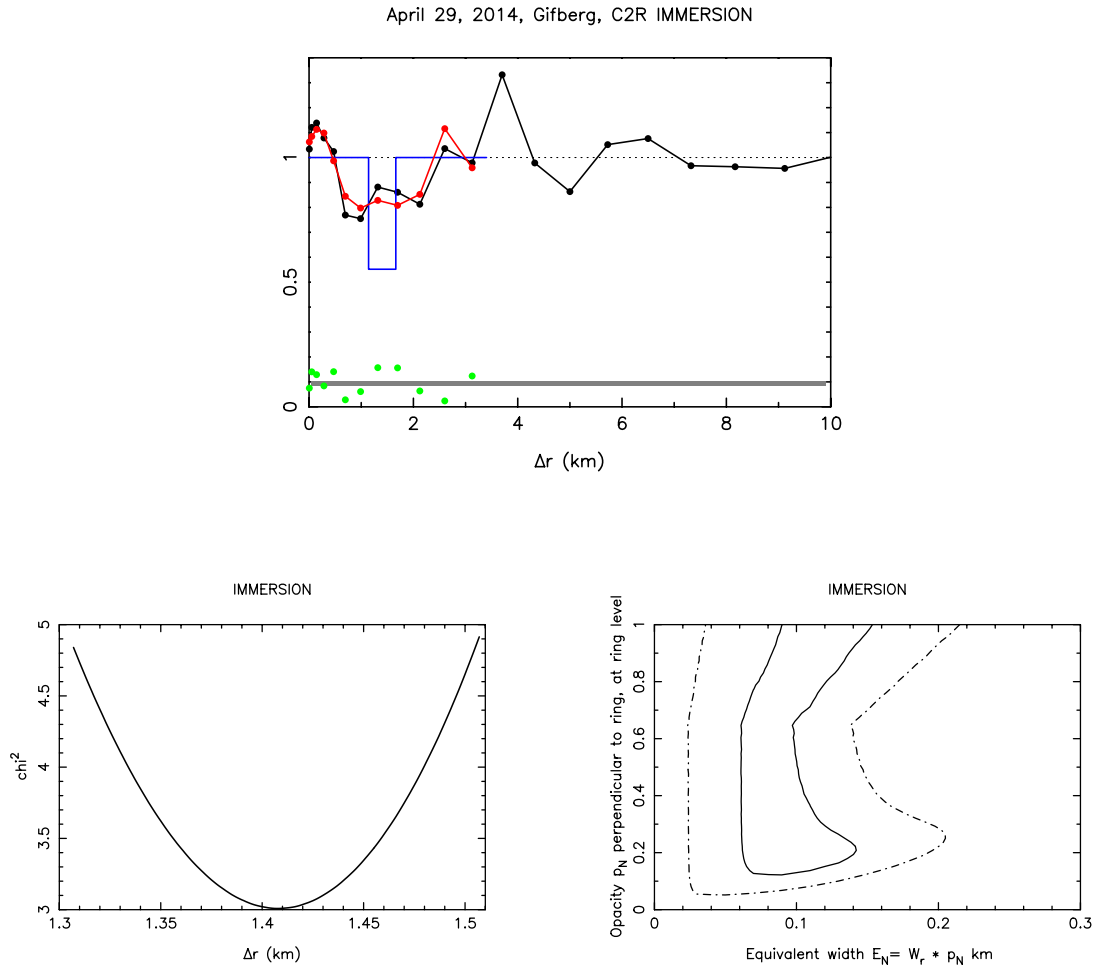 April 29, 2014, Gifberg, C2R IMMERSION
1
0.5
0
0 2 4 6 8 10
Δr (km)
IMMERSION
5
4.5
4
3.5
3
chi²
1.3 1.35 1.4 1.45 1.5
Δr (km)
IMMERSION
Opacity p_N perpendicular to ring, at ring level
1
0.8
0.6
0.4
0.2
0
0 0.1 0.2 0.3
Equivalent width E_N= W_r * p_N km